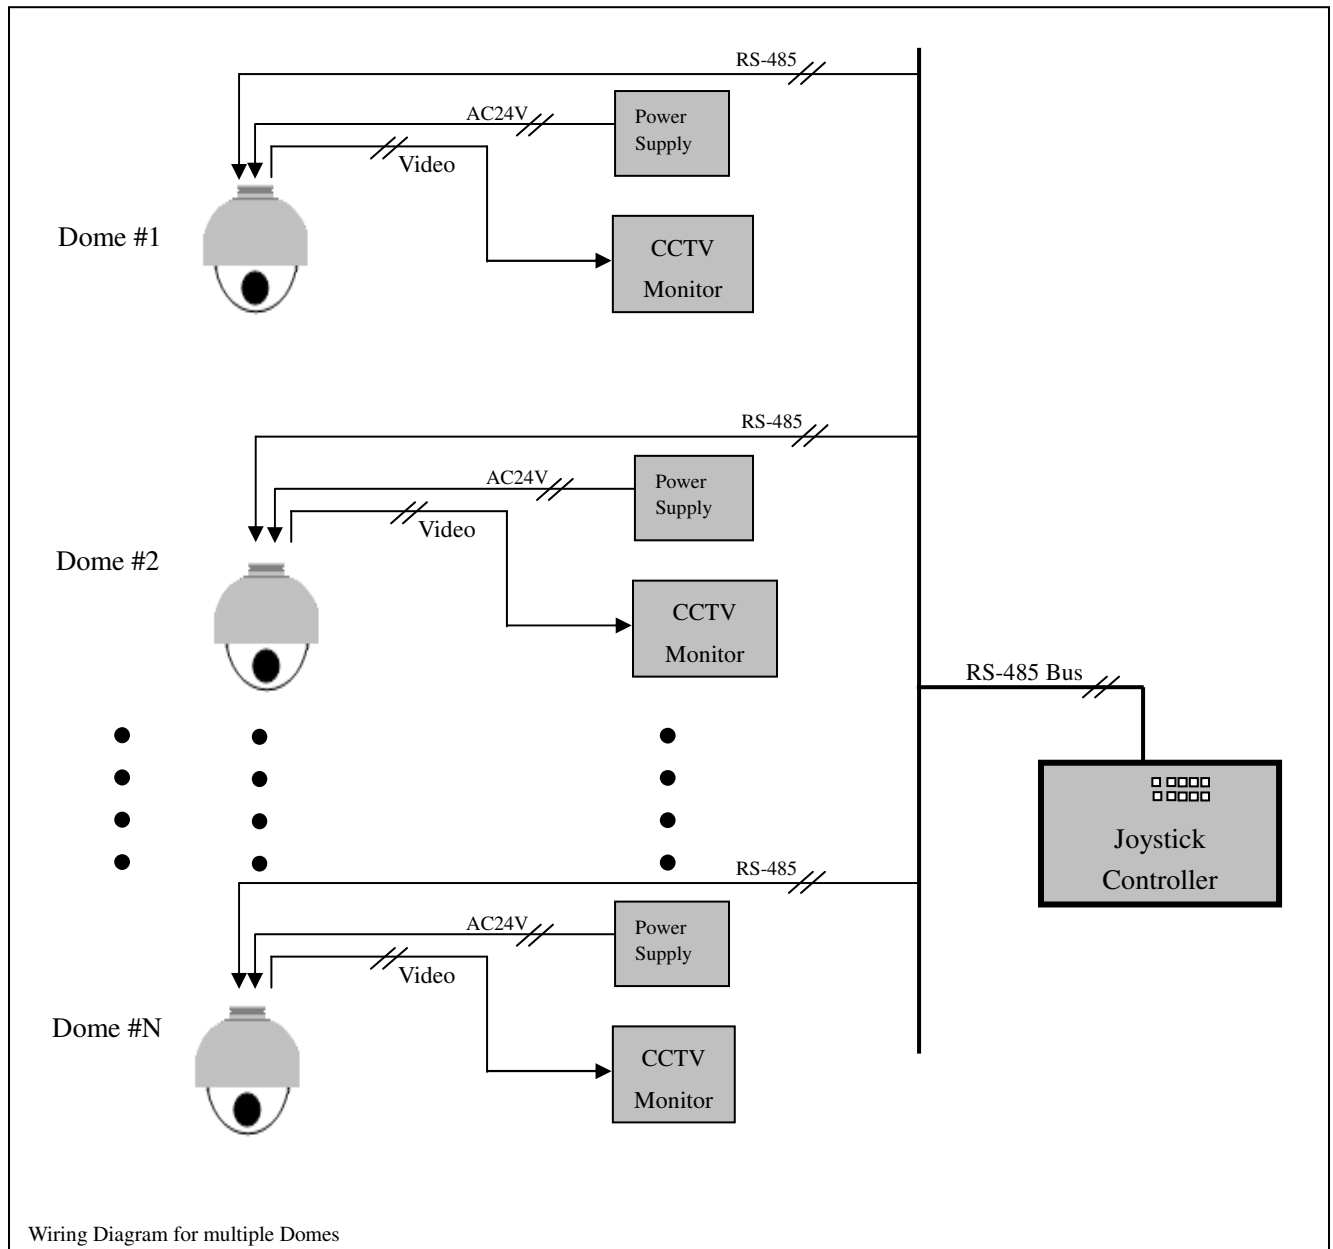 RS-485
AC24V
Power
Supply
Video
Dome #1
CCTV
Monitor
RS-485
AC24V
Power
Supply
Video
Dome #2
CCTV
Monitor
RS-485 Bus
Joystick
Controller
RS-485
AC24V
Power
Supply
Video
Dome #N
CCTV
Monitor
Wiring Diagram for multiple Domes